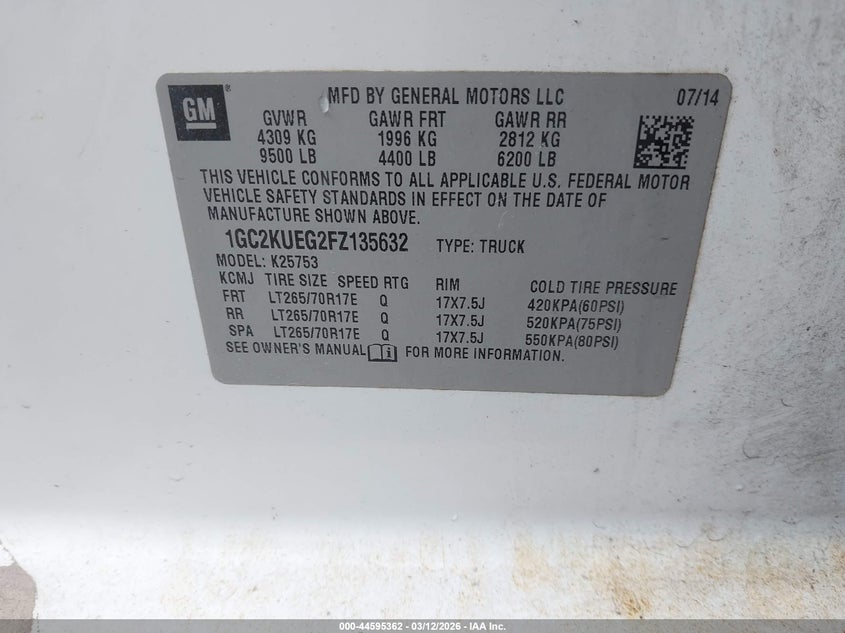 GM ®
MFD BY GENERAL MOTORS LLC 07/14
GVWR GAWR FRT GAWR RR
4309 KG 1996 KG 2812 KG
9500 LB 4400 LB 6200 LB
THIS VEHICLE CONFORMS TO ALL APPLICABLE U.S. FEDERAL MOTOR
VEHICLE SAFETY STANDARDS IN EFFECT ON THE DATE OF
MANUFACTURE SHOWN ABOVE.
1GC2KUEG2FZ135632 TYPE: TRUCK
MODEL: K25753
KCMJ TIRE SIZE SPEED RTG RIM COLD TIRE PRESSURE
FRT LT265/70R17E Q 17X7.5J 420KPA(60PSI)
RR LT265/70R17E Q 17X7.5J 520KPA(75PSI)
SPA LT265/70R17E Q 17X7.5J 550KPA(80PSI)
SEE OWNER'S MANUAL FOR MORE INFORMATION.
000-44595362 - 03/12/2026 - IAA Inc.